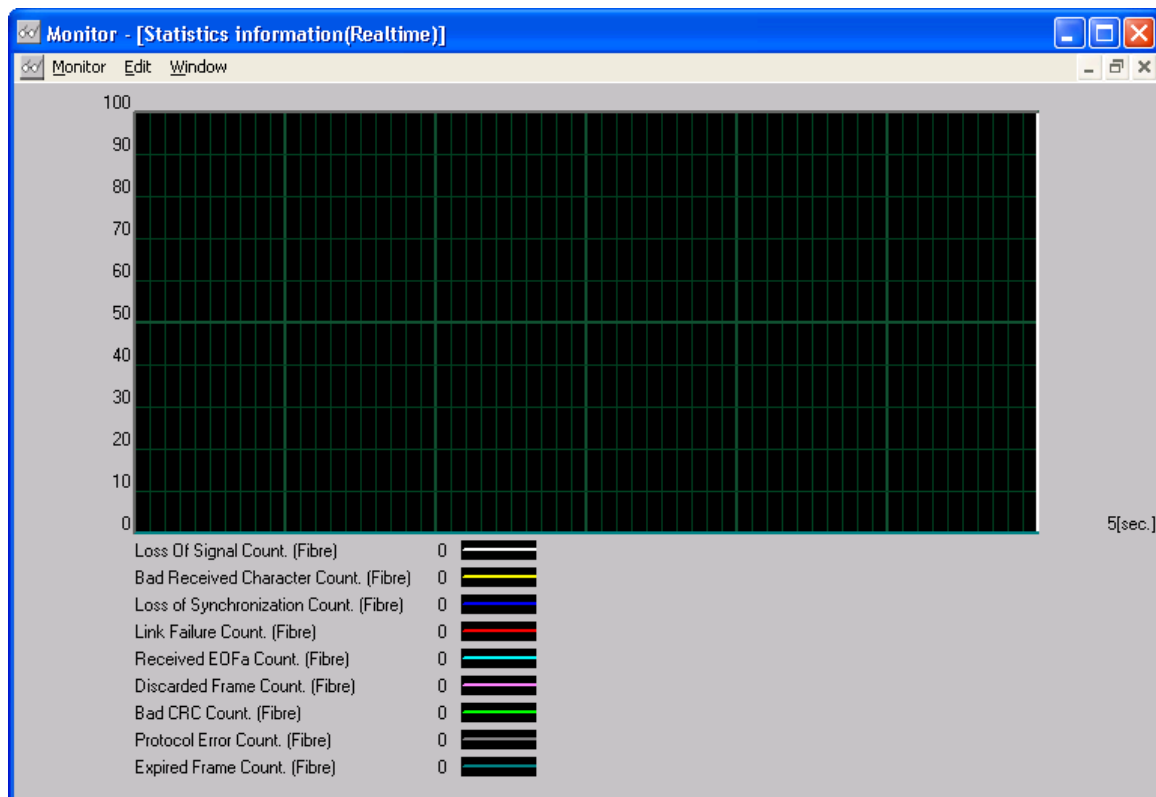 Monitor - [Statistics information(Realtime)]
Monitor Edit Window
100
90
80
70
60
50
40
30
20
10
0
5[sec.]
Loss Of Signal Count. (Fibre) 0
Bad Received Character Count. (Fibre) 0
Loss of Synchronization Count. (Fibre) 0
Link Failure Count. (Fibre) 0
Received EOFa Count. (Fibre) 0
Discarded Frame Count. (Fibre) 0
Bad CRC Count. (Fibre) 0
Protocol Error Count. (Fibre) 0
Expired Frame Count. (Fibre) 0